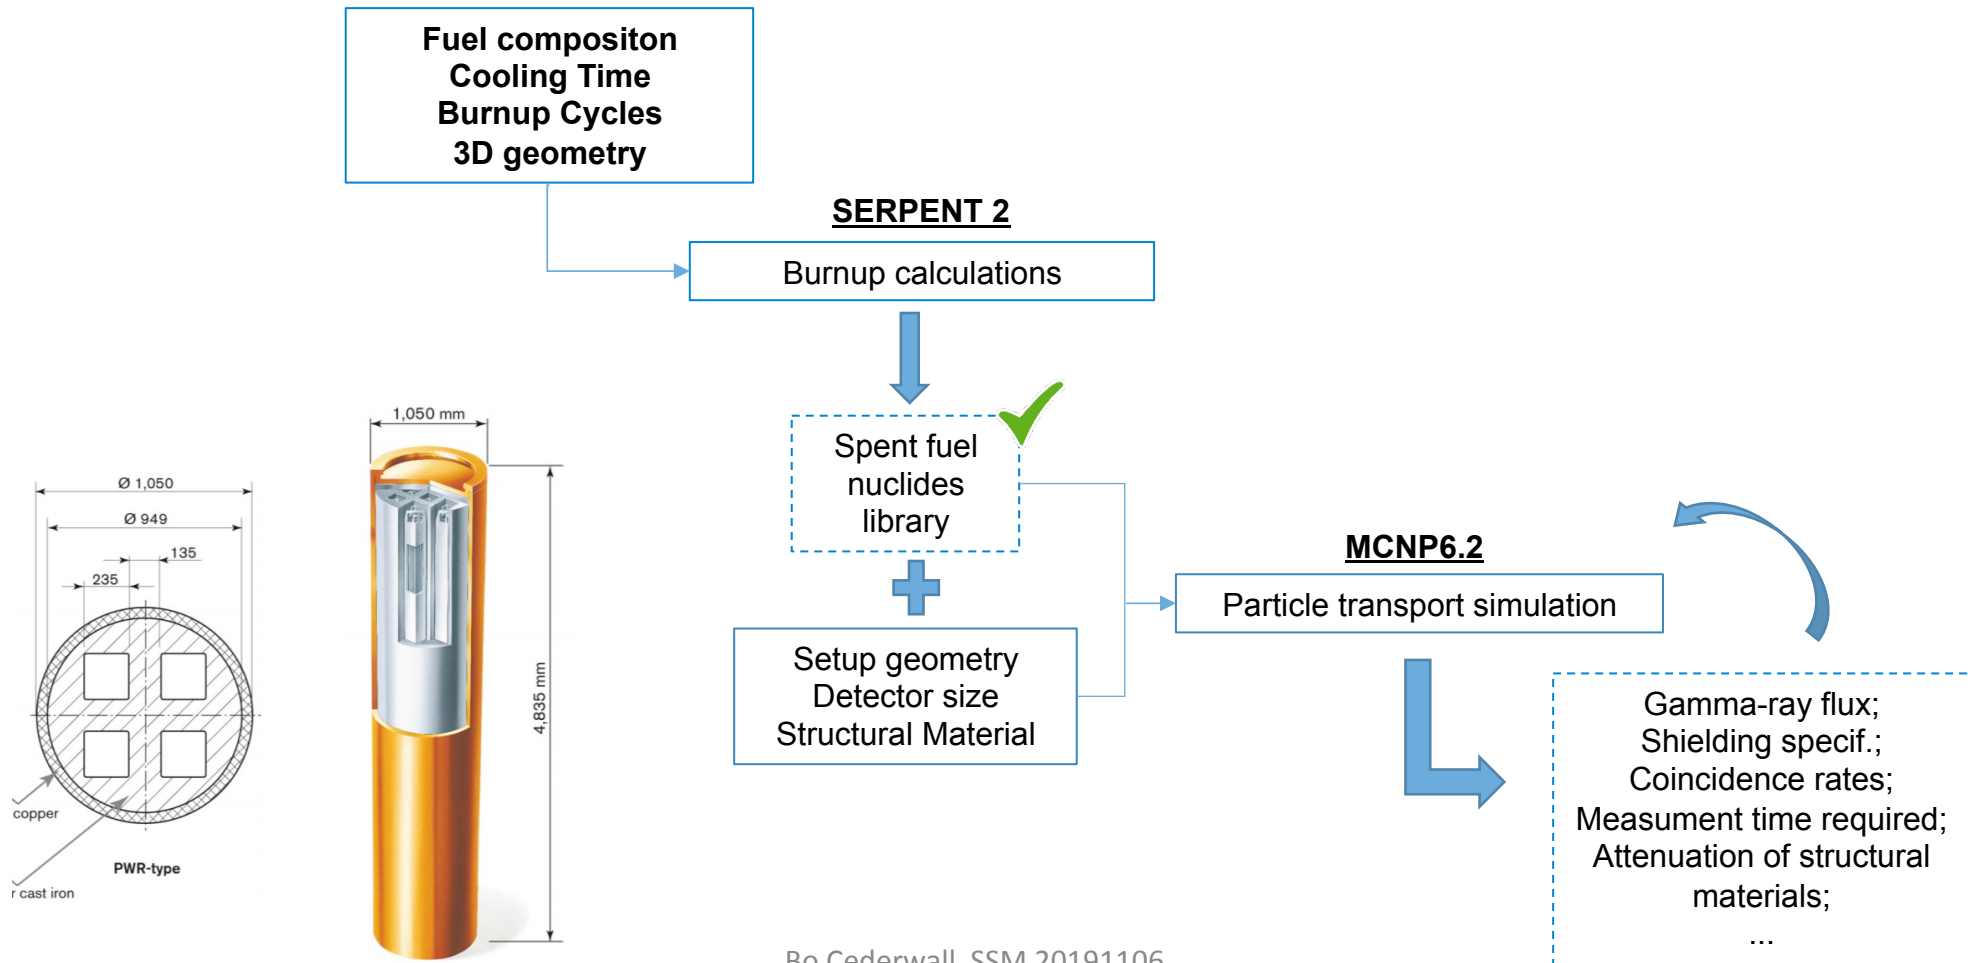 Fuel compositon
Cooling Time
Burnup Cycles
3D geometry
SERPENT 2
Burnup calculations
Spent fuel
nuclides
library
Setup geometry
Detector size
Structural Material
MCNP6.2
Particle transport simulation
Gamma-ray flux;
Shielding specif.;
Coincidence rates;
Measument time required;
Attenuation of structural
materials;
...
1,050 mm
4,835 mm
Ø 1,050
Ø 949
135
235
copper
PWR-type
r cast iron
Bo Cederwall, SSM 20191106